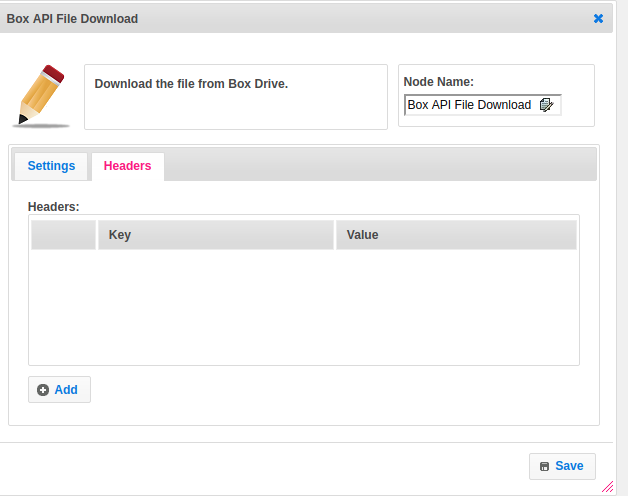 Box API File Download
Download the file from Box Drive.
Node Name:
Box API File Download
Settings
Headers
Headers:
Key
Value
Add
Save